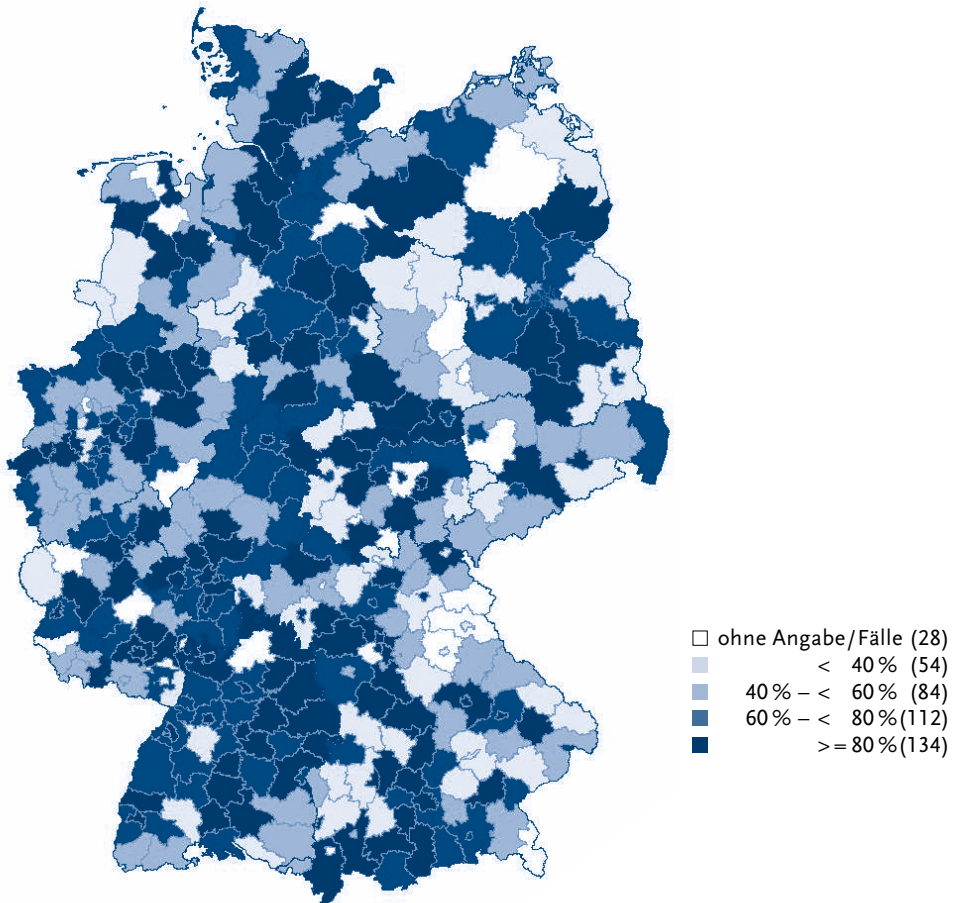 ohne Angabe/Fälle (28)
< 40 % (54)
40 % – < 60 % (84)
60 % – < 80 % (112)
>= 80 % (134)